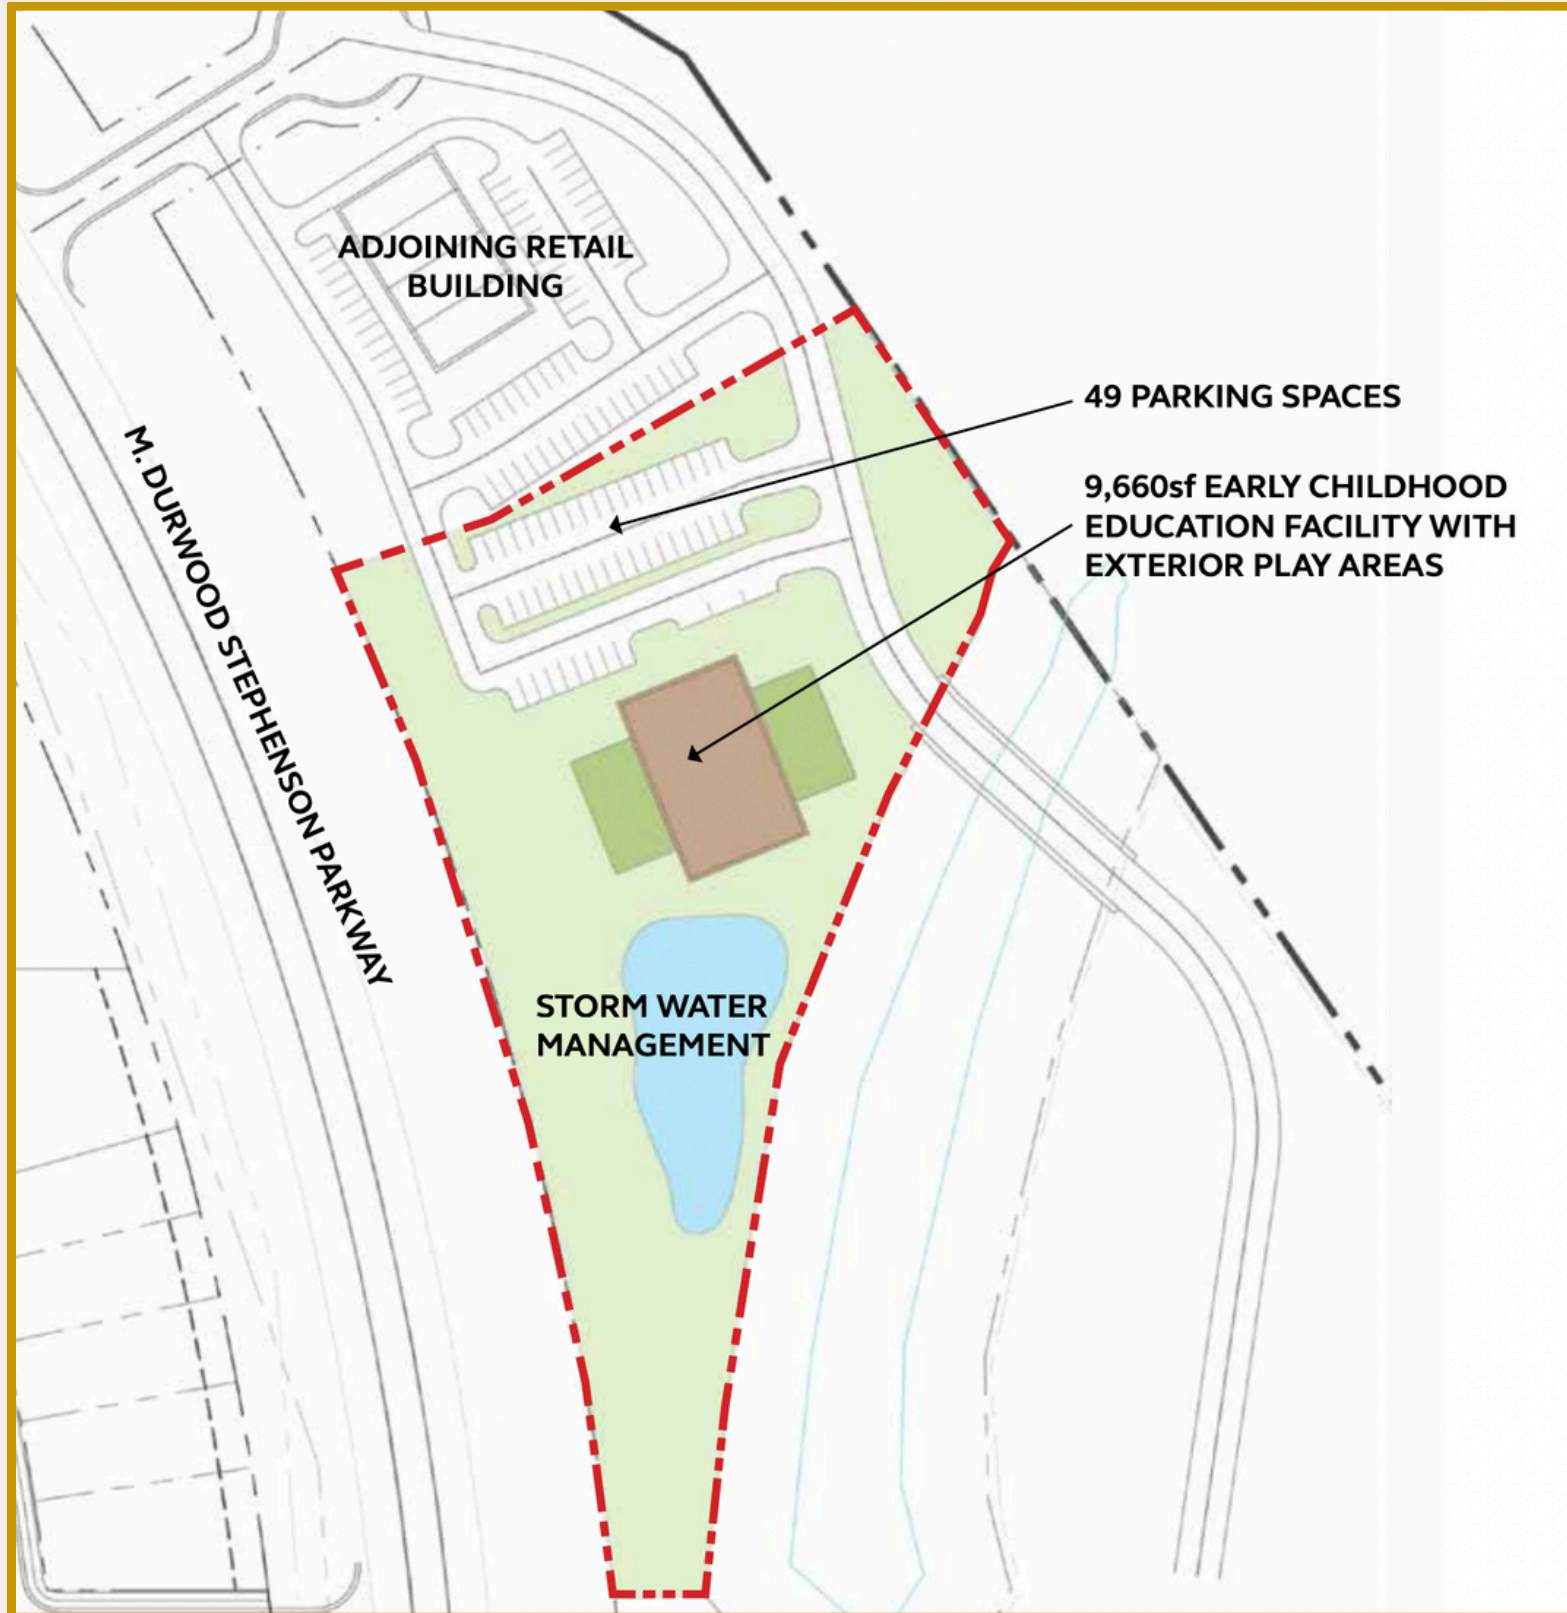 ADJOINING RETAIL
BUILDING
49 PARKING SPACES
9,660sf EARLY CHILDHOOD
EDUCATION FACILITY WITH
EXTERIOR PLAY AREAS
M. DURWOOD STEPHENSON PARKWAY
STORM WATER
MANAGEMENT